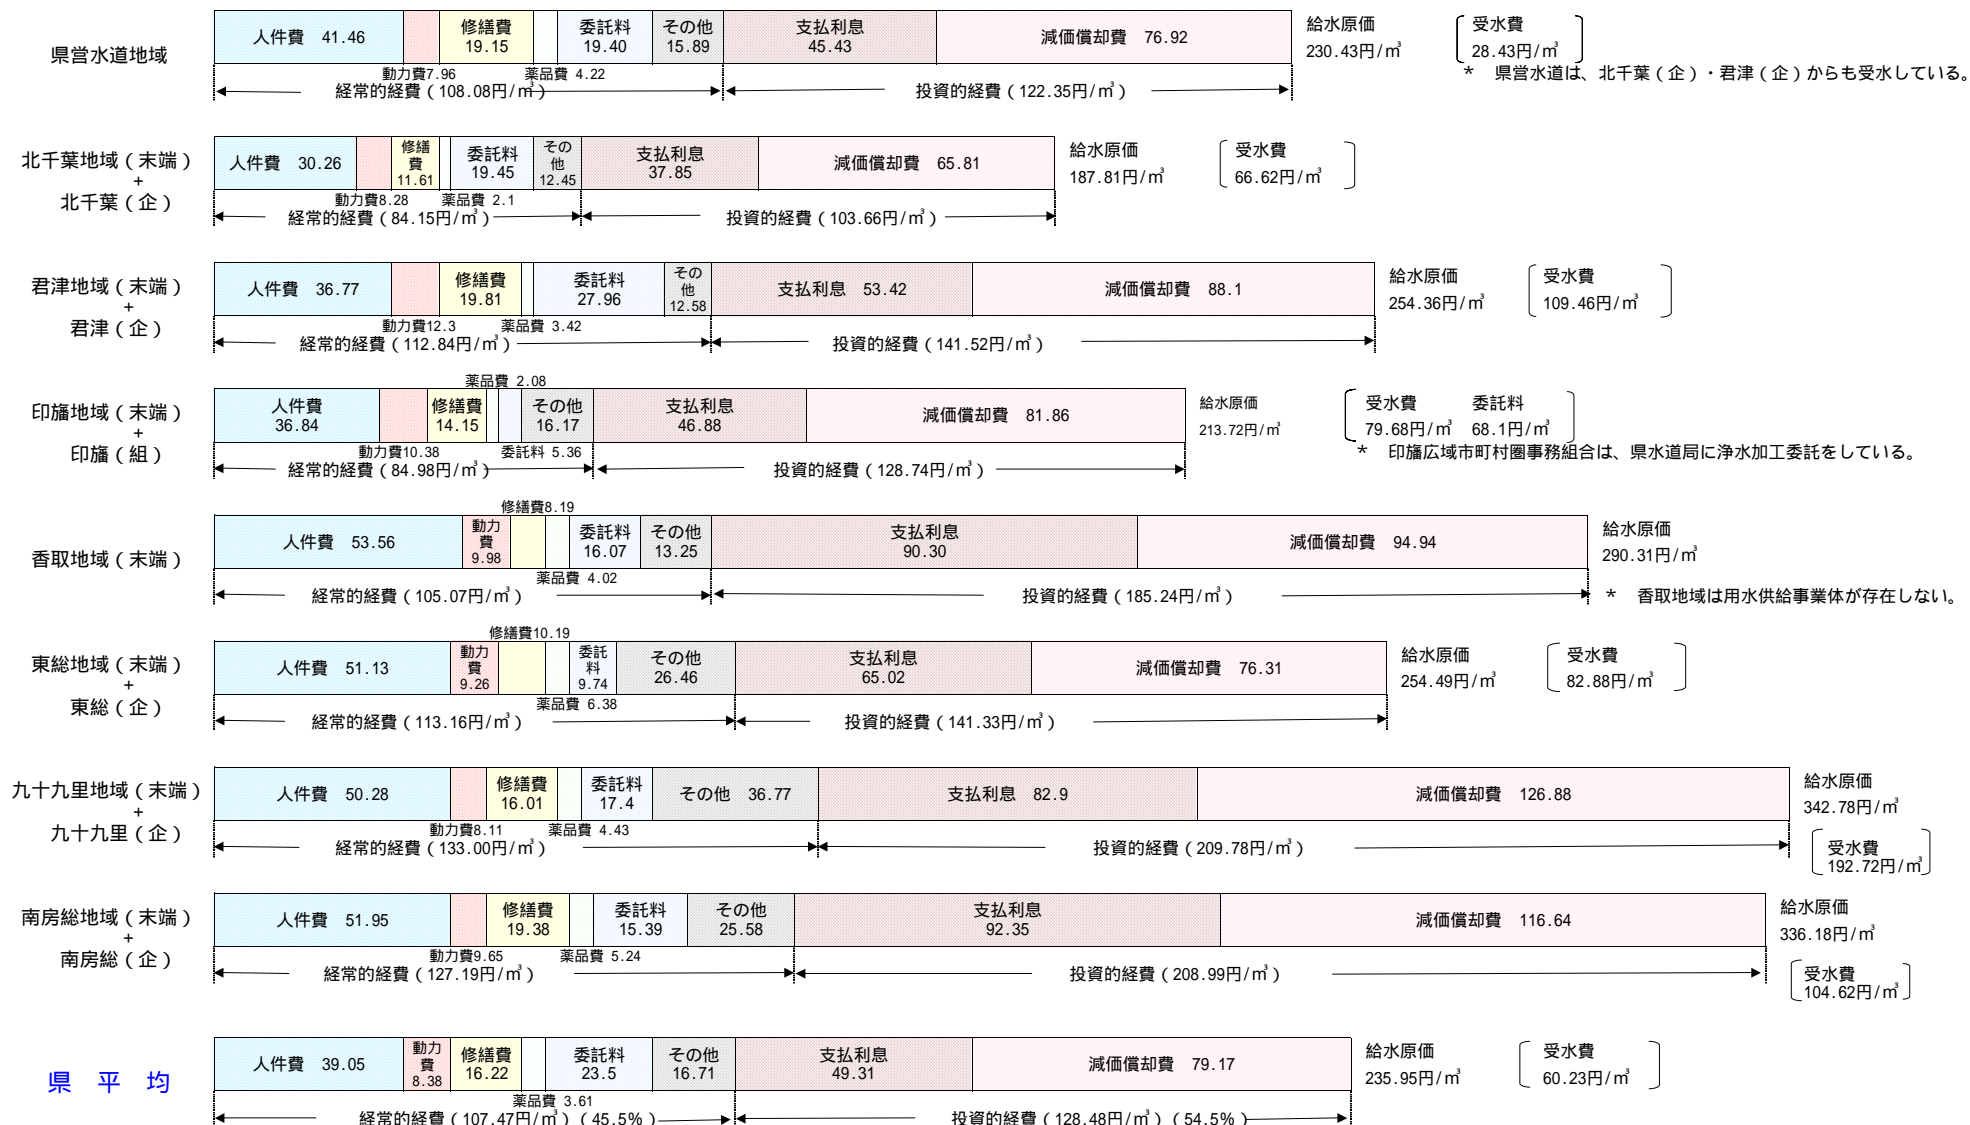 県営水道地域
人件費 41.46
修繕費
19.15
委託料
19.40
その他
15.89
支払利息
45.43
減価償却費 76.92
給水原価
230.43円/㎥
受水費
28.43円/㎥
動力費7.96
薬品費 4.22
経常的経費（108.08円/㎥）
投資的経費（122.35円/㎥）
* 県営水道は、北千葉（企）・君津（企）からも受水している。
北千葉地域（末端）
+
北千葉（企）
人件費 30.26
修繕
費
11.61
委託料
19.45
その
他
12.45
支払利息
37.85
減価償却費 65.81
給水原価
187.81円/㎥
受水費
66.62円/㎥
動力費8.28
薬品費 2.1
経常的経費（84.15円/㎥）
投資的経費（103.66円/㎥）
君津地域（末端）
+
君津（企）
人件費 36.77
修繕費
19.81
委託料
27.96
その
他
12.58
支払利息 53.42
減価償却費 88.1
給水原価
254.36円/㎥
受水費
109.46円/㎥
動力費12.3
薬品費 3.42
経常的経費（112.84円/㎥）
投資的経費（141.52円/㎥）
印旛地域（末端）
+
印旛（組）
薬品費 2.08
人件費
36.84
修繕費
14.15
その他
16.17
支払利息
46.88
減価償却費 81.86
給水原価
213.72円/㎥
受水費 委託料
79.68円/㎥ 68.1円/㎥
動力費10.38
委託料 5.36
経常的経費（84.98円/㎥）
投資的経費（128.74円/㎥）
* 印旛広域市町村圏事務組合は、県水道局に浄水加工委託をしている。
香取地域（末端）
修繕費8.19
人件費 53.56
動力
費
9.98
委託料
16.07
その他
13.25
支払利息
90.30
減価償却費 94.94
給水原価
290.31円/㎥
薬品費 4.02
経常的経費（105.07円/㎥）
投資的経費（185.24円/㎥）
* 香取地域は用水供給事業体が存在しない。
東総地域（末端）
+
東総（企）
修繕費10.19
人件費 51.13
動力
費
9.26
委託
料
9.74
その他
26.46
支払利息
65.02
減価償却費 76.31
給水原価
254.49円/㎥
受水費
82.88円/㎥
薬品費 6.38
経常的経費（113.16円/㎥）
投資的経費（141.33円/㎥）
九十九里地域（末端）
+
九十九里（企）
人件費 50.28
修繕費
16.01
委託料
17.4
その他 36.77
支払利息 82.9
減価償却費 126.88
給水原価
342.78円/㎥
受水費
192.72円/㎥
動力費8.11
薬品費 4.43
経常的経費（133.00円/㎥）
投資的経費（209.78円/㎥）
南房総地域（末端）
+
南房総（企）
人件費 51.95
修繕費
19.38
委託料
15.39
その他
25.58
支払利息
92.35
減価償却費 116.64
給水原価
336.18円/㎥
受水費
104.62円/㎥
動力費9.65
薬品費 5.24
経常的経費（127.19円/㎥）
投資的経費（208.99円/㎥）
県 平 均
人件費 39.05
動力
費
8.38
修繕費
16.22
委託料
23.5
その他
16.71
支払利息
49.31
減価償却費 79.17
給水原価
235.95円/㎥
受水費
60.23円/㎥
薬品費 3.61
経常的経費（107.47円/㎥）（45.5%）
投資的経費（128.48円/㎥）（54.5%）